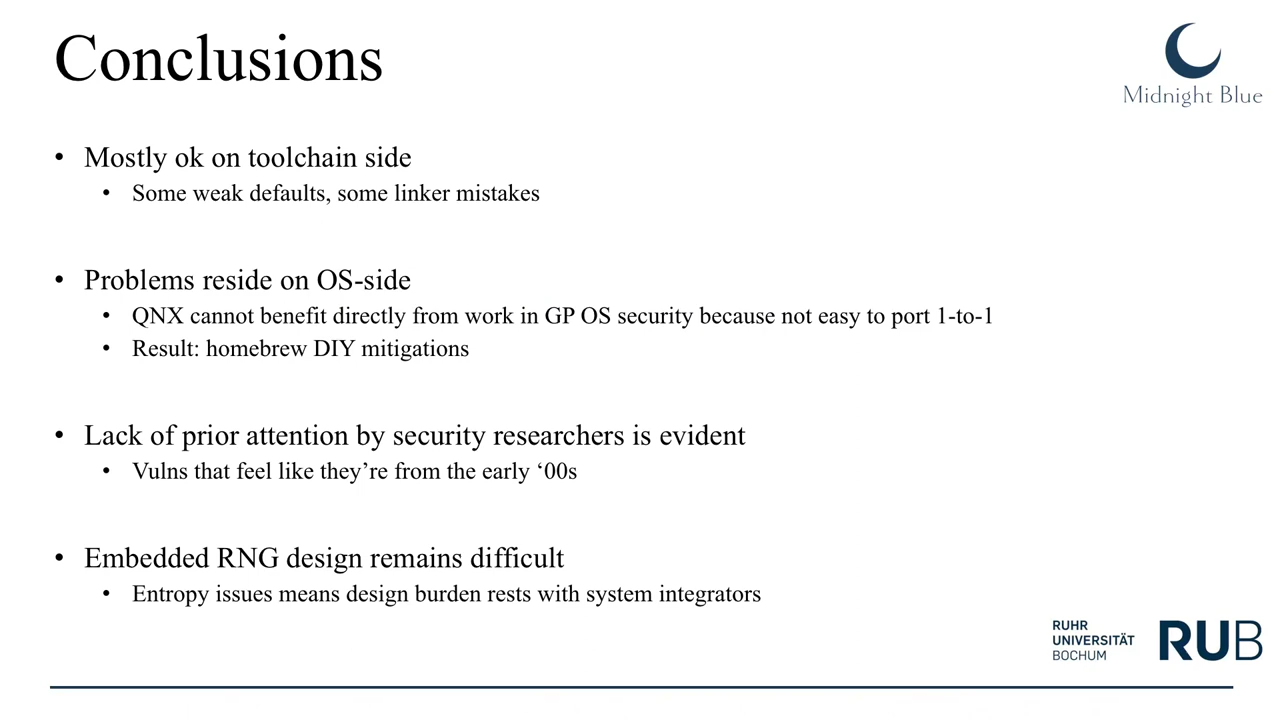 Conclusions
Midnight Blue
• Mostly ok on toolchain side
• Some weak defaults, some linker mistakes
• Problems reside on OS-side
• QNX cannot benefit directly from work in GP OS security because not easy to port 1-to-1
• Result: homebrew DIY mitigations
• Lack of prior attention by security researchers is evident
• Vulns that feel like they’re from the early ‘00s
• Embedded RNG design remains difficult
• Entropy issues means design burden rests with system integrators
RUHR
UNIVERSITÄT
BOCHUM
RUB